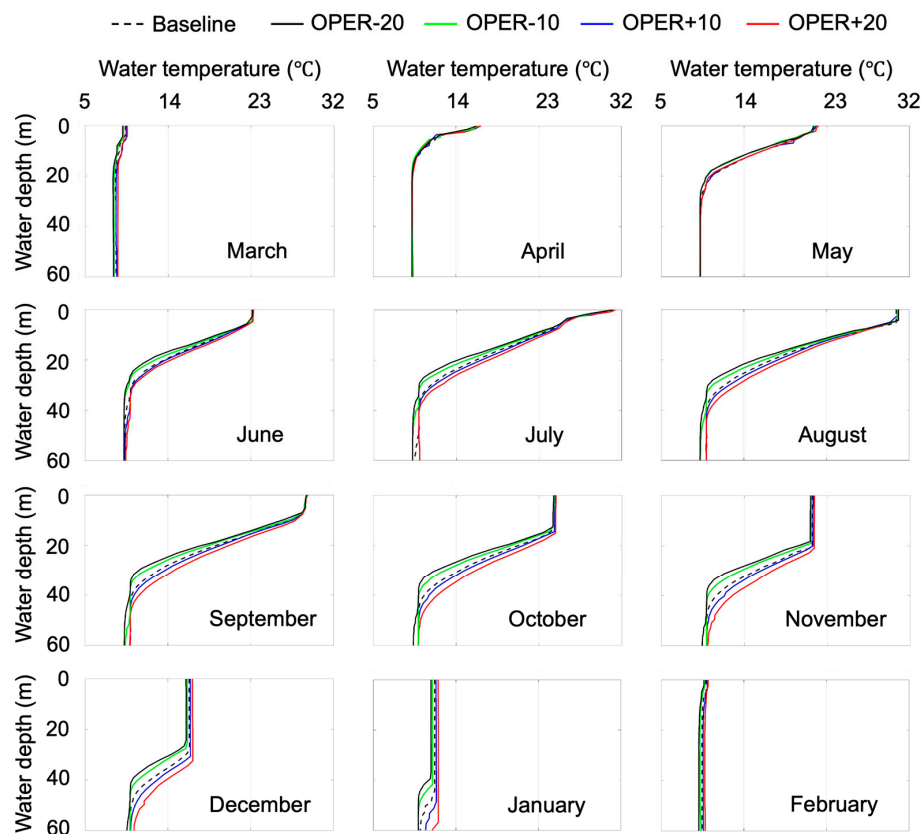 Baseline OPER-20 OPER-10 OPER+10 OPER+20
Water temperature (℃) Water temperature (℃) Water temperature (℃)
5 14 23 32 5 14 23 32 5 14 23 32
0
20
40
60
Water depth (m)
March April May
0
20
40
60
Water depth (m)
June July August
0
20
40
60
Water depth (m)
September October November
0
20
40
60
Water depth (m)
December January February